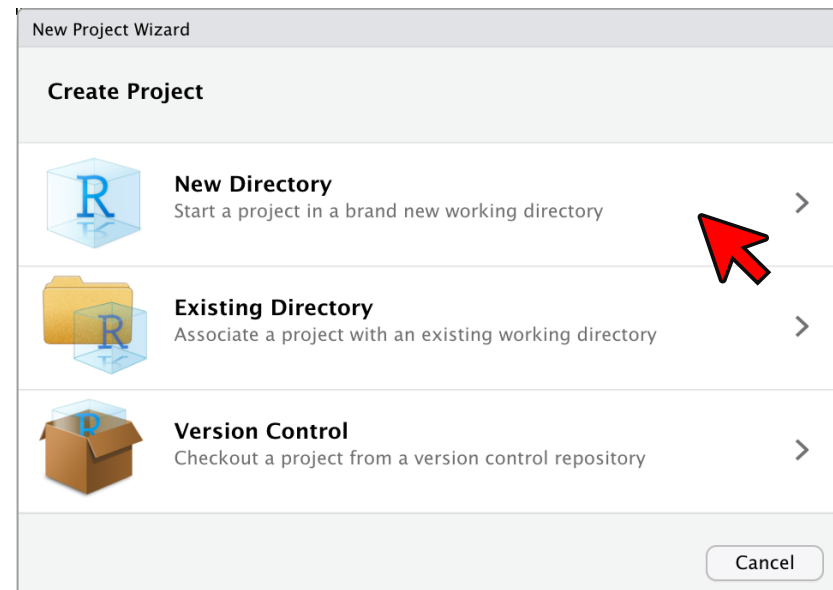 New Project Wizard
Create Project
New Directory
Start a project in a brand new working directory
Existing Directory
Associate a project with an existing working directory
Version Control
Checkout a project from a version control repository
Cancel